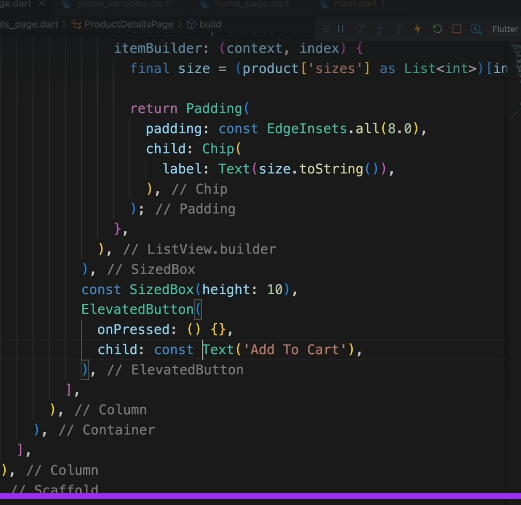 ge.dart
global_variables.dart
home_page.dart
main.dart 1
ils_page.dart > ProductDetailsPage > build
Flutter
itemBuilder: (context, index) {
final size = (product['sizes'] as List<int>)[in
return Padding(
padding: const EdgeInsets.all(8.0),
child: Chip(
label: Text(size.toString()),
), // Chip
); // Padding
},
), // ListView.builder
), // SizedBox
const SizedBox(height: 10),
ElevatedButton(
onPressed: () {},
child: const Text('Add To Cart'),
), // ElevatedButton
],
), // Column
), // Container
],
), // Column
// Scaffold